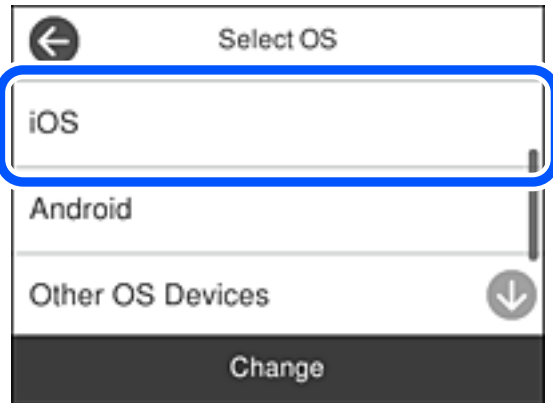 Select OS
iOS
Android
Other OS Devices
Change